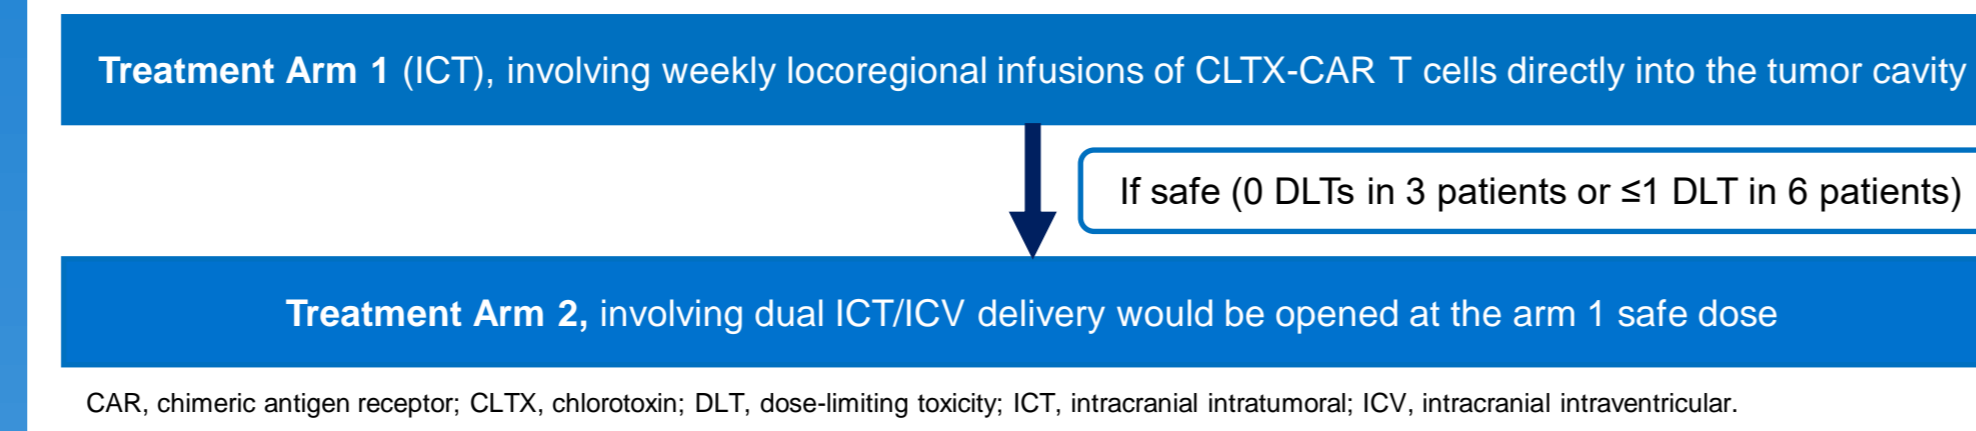 Treatment Arm 1 (ICT), involving weekly locoregional infusions of CLTX-CAR T cells directly into the tumor cavity
If safe (0 DLTs in 3 patients or ≤1 DLT in 6 patients)
Treatment Arm 2, involving dual ICT/ICV delivery would be opened at the arm 1 safe dose
CAR, chimeric antigen receptor; CLTX, chlorotoxin; DLT, dose-limiting toxicity; ICT, intracranial intratumoral; ICV, intracranial intraventricular.